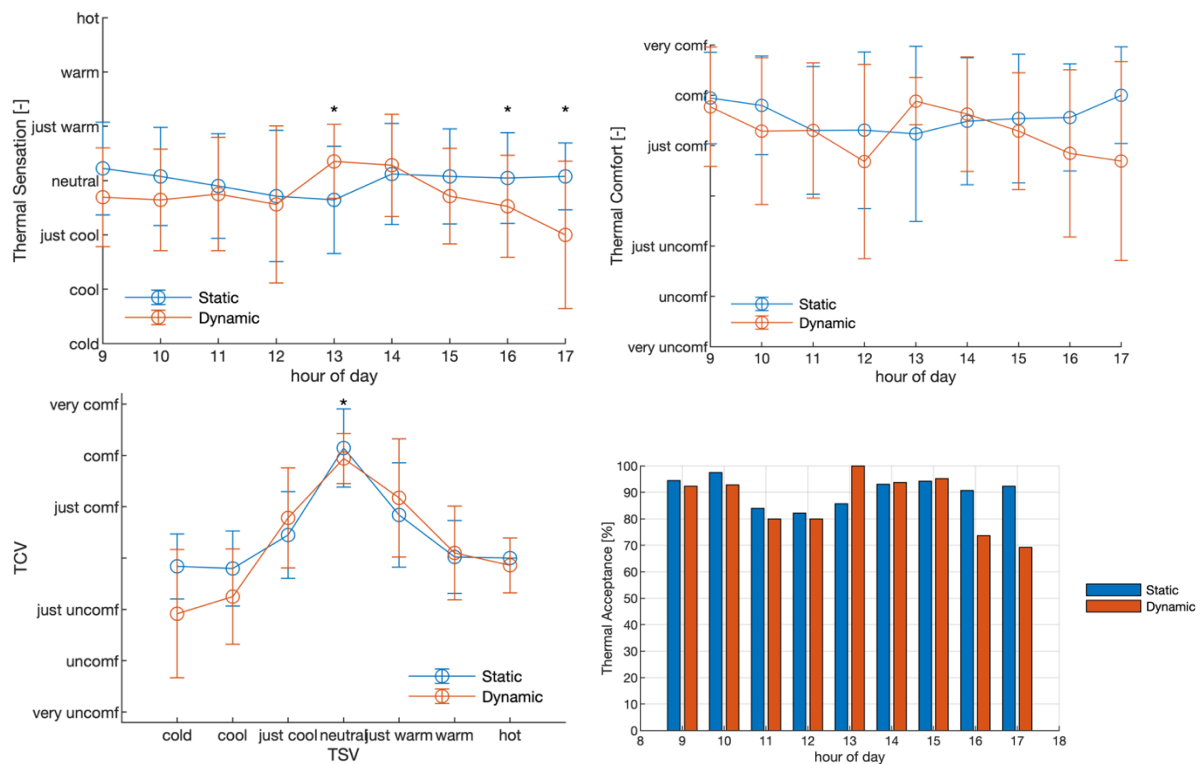 hot
warm
just warm
neutral
just cool
cool
cold
Thermal Sensation [-]
* * *
Static
Dynamic
9 10 11 12 13 14 15 16 17
hour of day
very comf
comf
just comf
just uncomf
uncomf
very uncomf
Thermal Comfort [-]
Static
Dynamic
9 10 11 12 13 14 15 16 17
hour of day
very comf
comf
just comf
just uncomf
uncomf
very uncomf
TCV
*
Static
Dynamic
cold cool just cool neutral just warm warm hot
TSV
100
90
80
70
60
50
40
30
20
10
0
Thermal Acceptance [%]
8 9 10 11 12 13 14 15 16 17 18
hour of day
Static
Dynamic